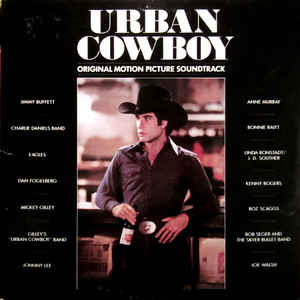 URBAN
COWBOY
ORIGINAL MOTION PICTURE SOUNDTRACK
JIMMY BUFFETT
CHARLIE DANIELS BAND
EAGLES
DAN FOGELBERG
MICKEY GILLEY
GILLEY'S
"URBAN COWBOY" BAND
JOHNNY LEE
ANNE MURRAY
BONNIE RAITT
LINDA RONSTADT/
J. D. SOUTHER
KENNY ROGERS
BOZ SCAGGS
BOB SEGER AND
THE SILVER BULLET BAND
JOE WALSH